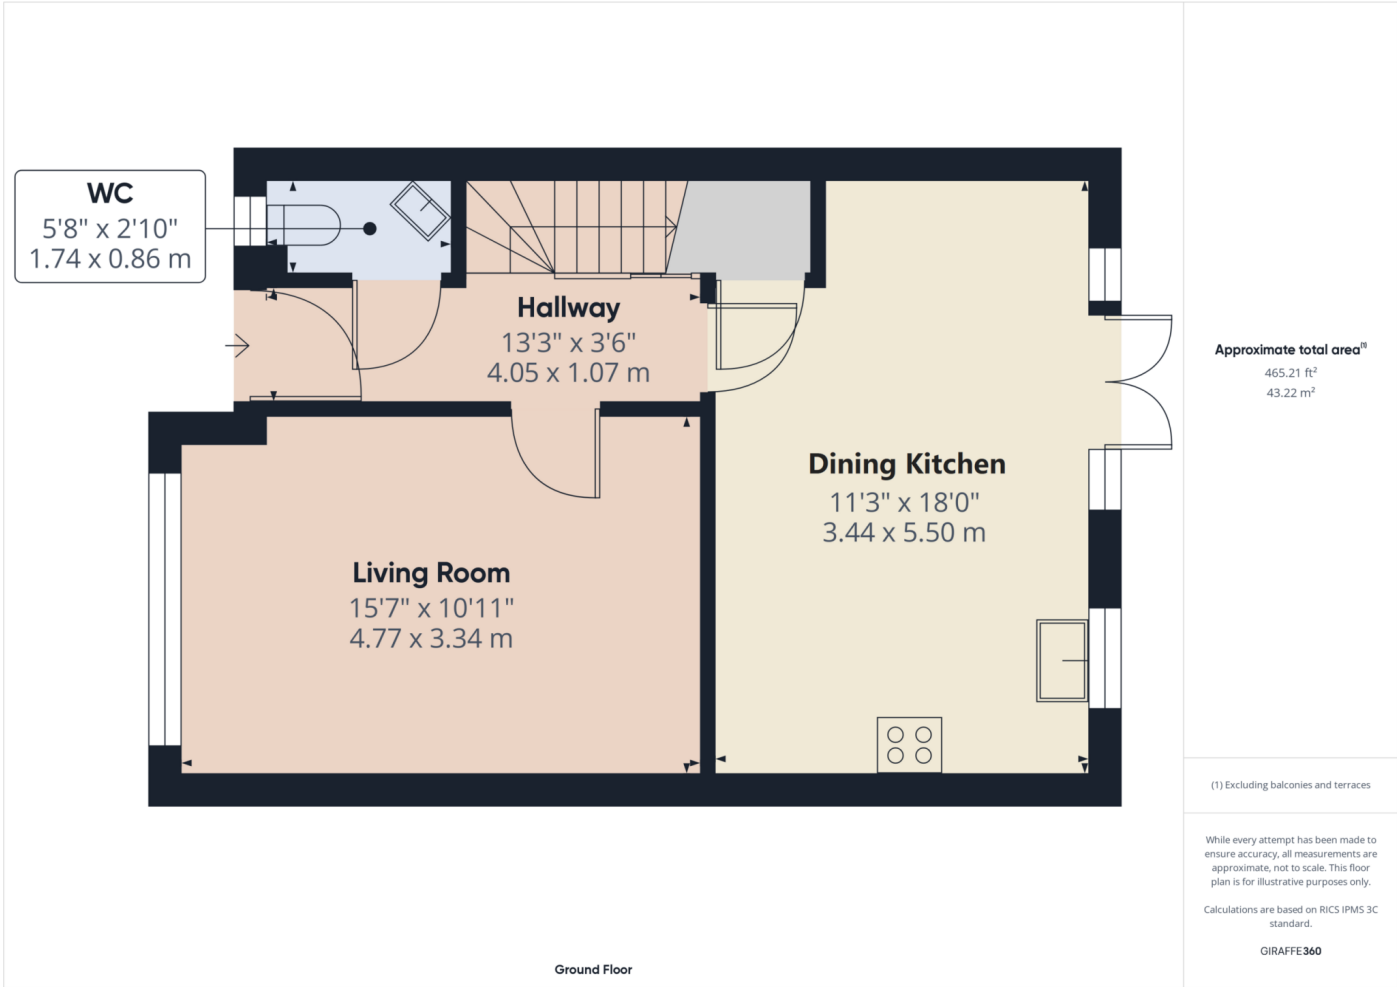 WC
5'8" x 2'10"
1.74 x 0.86 m
Hallway
13'3" x 3'6"
4.05 x 1.07 m
Dining Kitchen
11'3" x 18'0"
3.44 x 5.50 m
Living Room
15'7" x 10'11"
4.77 x 3.34 m
Ground Floor
Approximate total area(1)
465.21 ft²
43.22 m²
(1) Excluding balconies and terraces
While every attempt has been made to
ensure accuracy, all measurements are
approximate, not to scale. This floor
plan is for illustrative purposes only.
Calculations are based on RICS IPMS 3C
standard.
GIRAFFE360